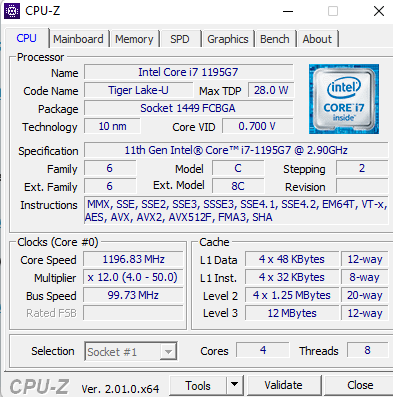 CPU-Z
CPU Mainboard Memory SPD Graphics Bench About
Processor
Name Intel Core i7 1195G7
Code Name Tiger Lake-U Max TDP 28.0 W
Package Socket 1449 FCBGA
Technology 10 nm Core VID 0.700 V
intel
CORE i7
inside™
Specification 11th Gen Intel® Core™ i7-1195G7 @ 2.90GHz
Family 6 Model C Stepping 2
Ext. Family 6 Ext. Model 8C Revision
Instructions MMX, SSE, SSE2, SSE3, SSSE3, SSE4.1, SSE4.2, EM64T, VT-x,
AES, AVX, AVX2, AVX512F, FMA3, SHA
Clocks (Core #0)
Core Speed 1196.83 MHz
Multiplier x 12.0 (4.0 - 50.0)
Bus Speed 99.73 MHz
Rated FSB
Cache
L1 Data 4 x 48 KBytes 12-way
L1 Inst. 4 x 32 KBytes 8-way
Level 2 4 x 1.25 MBytes 20-way
Level 3 12 MBytes 12-way
Selection Socket #1 Cores 4 Threads 8
CPU-Z Ver. 2.01.0.x64 Tools Validate Close